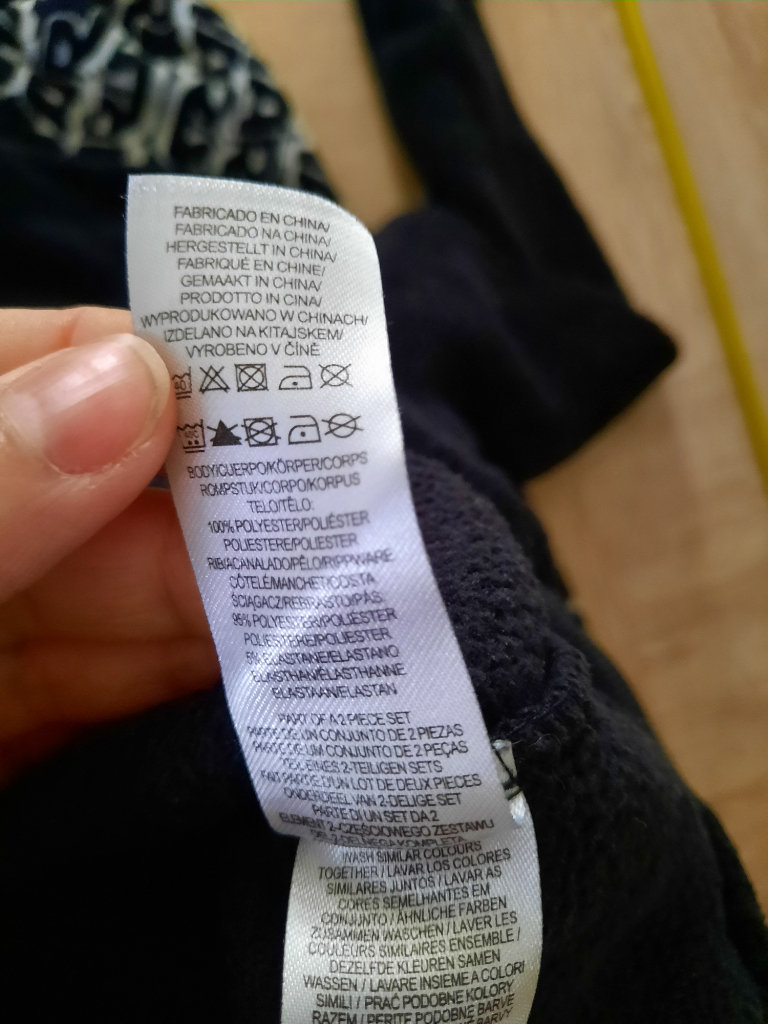 FABRICADO EN CHINA/
FABRICADO NA CHINA/
HERGESTELLT IN CHINA/
FABRIQUÉ EN CHINE/
GEMAAKT IN CHINA/
PRODOTTO IN CINA/
WYPRODUKOWANO W CHINACH/
IZDELANO NA KITAJSKEM/
VYROBENO V ČÍNĚ
BODY/CUERPO/KÖRPER/CORPS
ROMPSTUK/CORPO/KORPUS
TELO/TĚLO:
100% POLYESTER/POLIÉSTER
POLIESTERE/POLIESTER
RIB/ACANALADO/PÊLO/RIPPWARE
CÔTELÉ/MANCHET/COSTA
ŚCIĄGACZ/REBRASTO/PÁS:
95% POLYESTER/POLIÉSTER
POLIESTERE/POLIESTER
5% ELASTANE/ELASTANO
ELASTHAN/ÉLASTHANNE
ELASTAAN/ELASTAN
PART OF A 2 PIECE SET
PARTE DE UN CONJUNTO DE 2 PIEZAS
PARTE DE UM CONJUNTO DE 2 PEÇAS
TEIL EINES 2-TEILIGEN SETS
FAIT PARTIE D'UN LOT DE DEUX PIECES
ONDERDEEL VAN 2-DELIGE SET
PARTE DI UN SET DA 2
ELEMENT 2-CZĘŚCIOWEGO ZESTAWU
DEL 2-DELNEGA KOMPLETA
WASH SIMILAR COLOURS
TOGETHER / LAVAR LOS COLORES
SIMILARES JUNTOS / LAVAR AS
CORES SEMELHANTES EM
CONJUNTO / ÄHNLICHE FARBEN
ZUSAMMEN WASCHEN / LAVER LES
COULEURS SIMILAIRES ENSEMBLE /
DEZELFDE KLEUREN SAMEN
WASSEN / LAVARE INSIEME A COLORI
SIMILI / PRAĆ PODOBNE KOLORY
RAZEM / PERITE PODOBNE BARVE